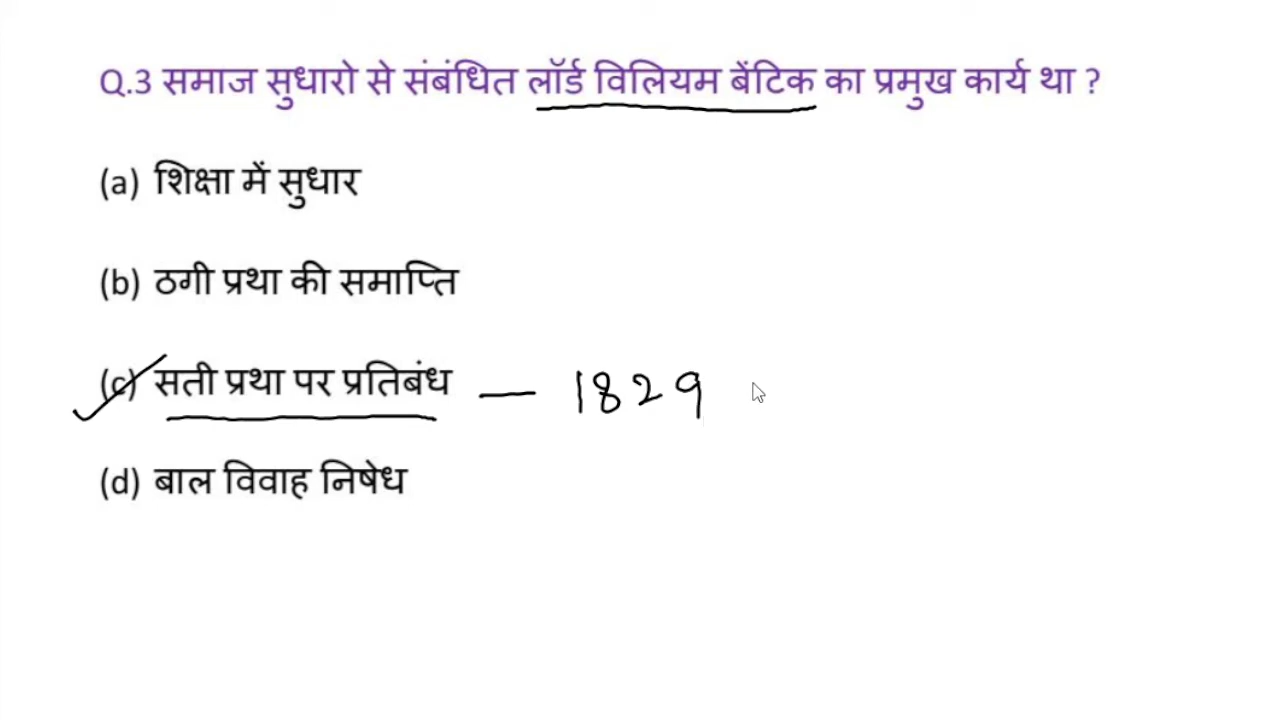 Q.3 समाज सुधारो से संबंधित लॉर्ड विलियम बेंटिक का प्रमुख कार्य था ?
(a) शिक्षा में सुधार
(b) ठगी प्रथा की समाप्ति
(c) सती प्रथा पर प्रतिबंध — 1829
(d) बाल विवाह निषेध